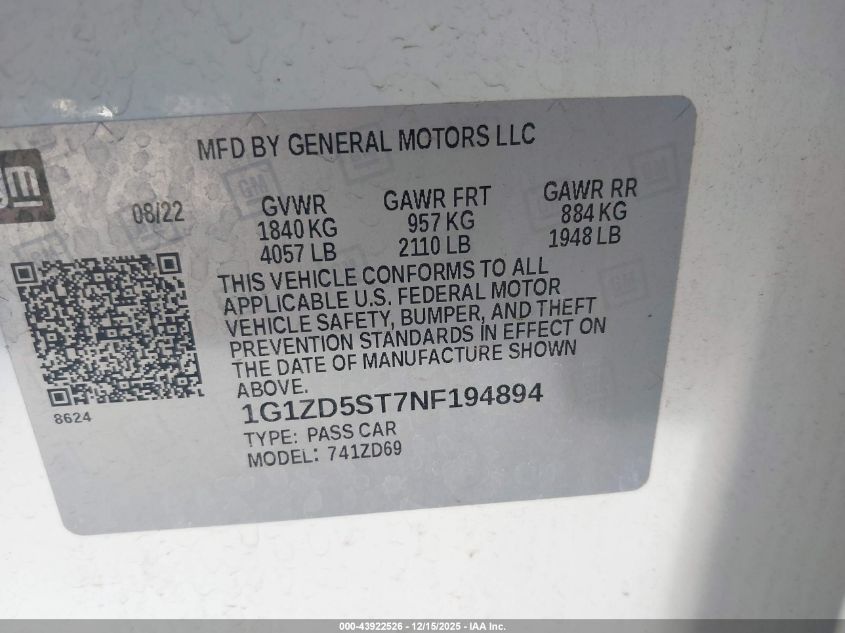 MFD BY GENERAL MOTORS LLC
GM
08/22
GVWR GAWR FRT GAWR RR
1840 KG 957 KG 884 KG
4057 LB 2110 LB 1948 LB
THIS VEHICLE CONFORMS TO ALL
APPLICABLE U.S. FEDERAL MOTOR
VEHICLE SAFETY, BUMPER, AND THEFT
PREVENTION STANDARDS IN EFFECT ON
THE DATE OF MANUFACTURE SHOWN
ABOVE.
8624
1G1ZD5ST7NF194894
TYPE: PASS CAR
MODEL: 741ZD69
000-43922526 - 12/15/2025 - IAA Inc.